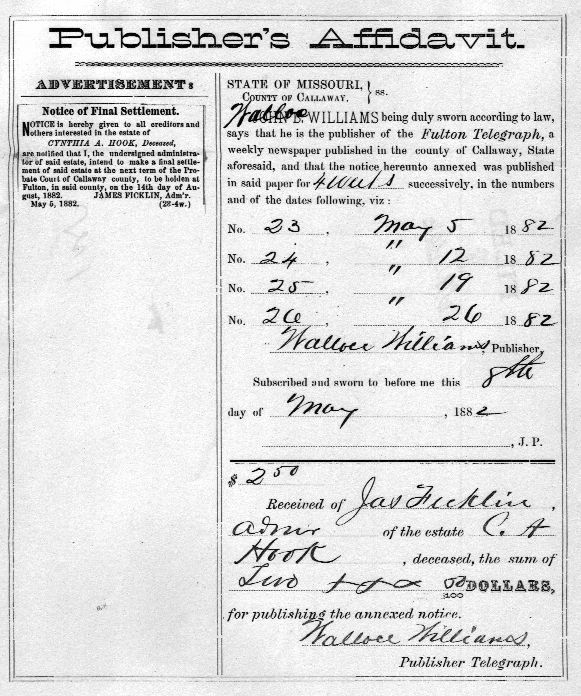 Publisher's Affidavit.
ADVERTISEMENT:
Notice of Final Settlement.
NOTICE is hereby given to all creditors and
others interested in the estate of
CYNTHIA A. HOOK, Deceased,
are notified that I, the undersigned administra-
tor of said estate, intend to make a final settle-
ment of said estate at the next term of the Pro-
bate Court of Callaway county, to be holden at
Fulton, in said county, on the 14th day of Au-
gust, 1882. JAMES FICKLIN, Adm'r.
May 5, 1882. (23-4w.)
STATE OF MISSOURI, } ss.
COUNTY OF CALLAWAY.
Wallace WILLIAMS being duly sworn according to law,
says that he is the publisher of the Fulton Telegraph, a
weekly newspaper published in the county of Callaway, State
aforesaid, and that the notice hereunto annexed was published
in said paper for 4 successively, in the numbers
and of the dates following, viz:
No. 23, May 5 1882
No. 24, " 12 1882
No. 25, " 19 1882
No. 26, " 26 1882
Wallace Williams, Publisher,
Subscribed and sworn to before me this 8th
day of May, 1882
, J. P.
$ 2 50
Received of Jas Ficklin,
Admr of the estate C. A
Hook, deceased, the sum of
Two 50/100 DOLLARS,
for publishing the annexed notice.
Wallace Williams,
Publisher Telegraph.